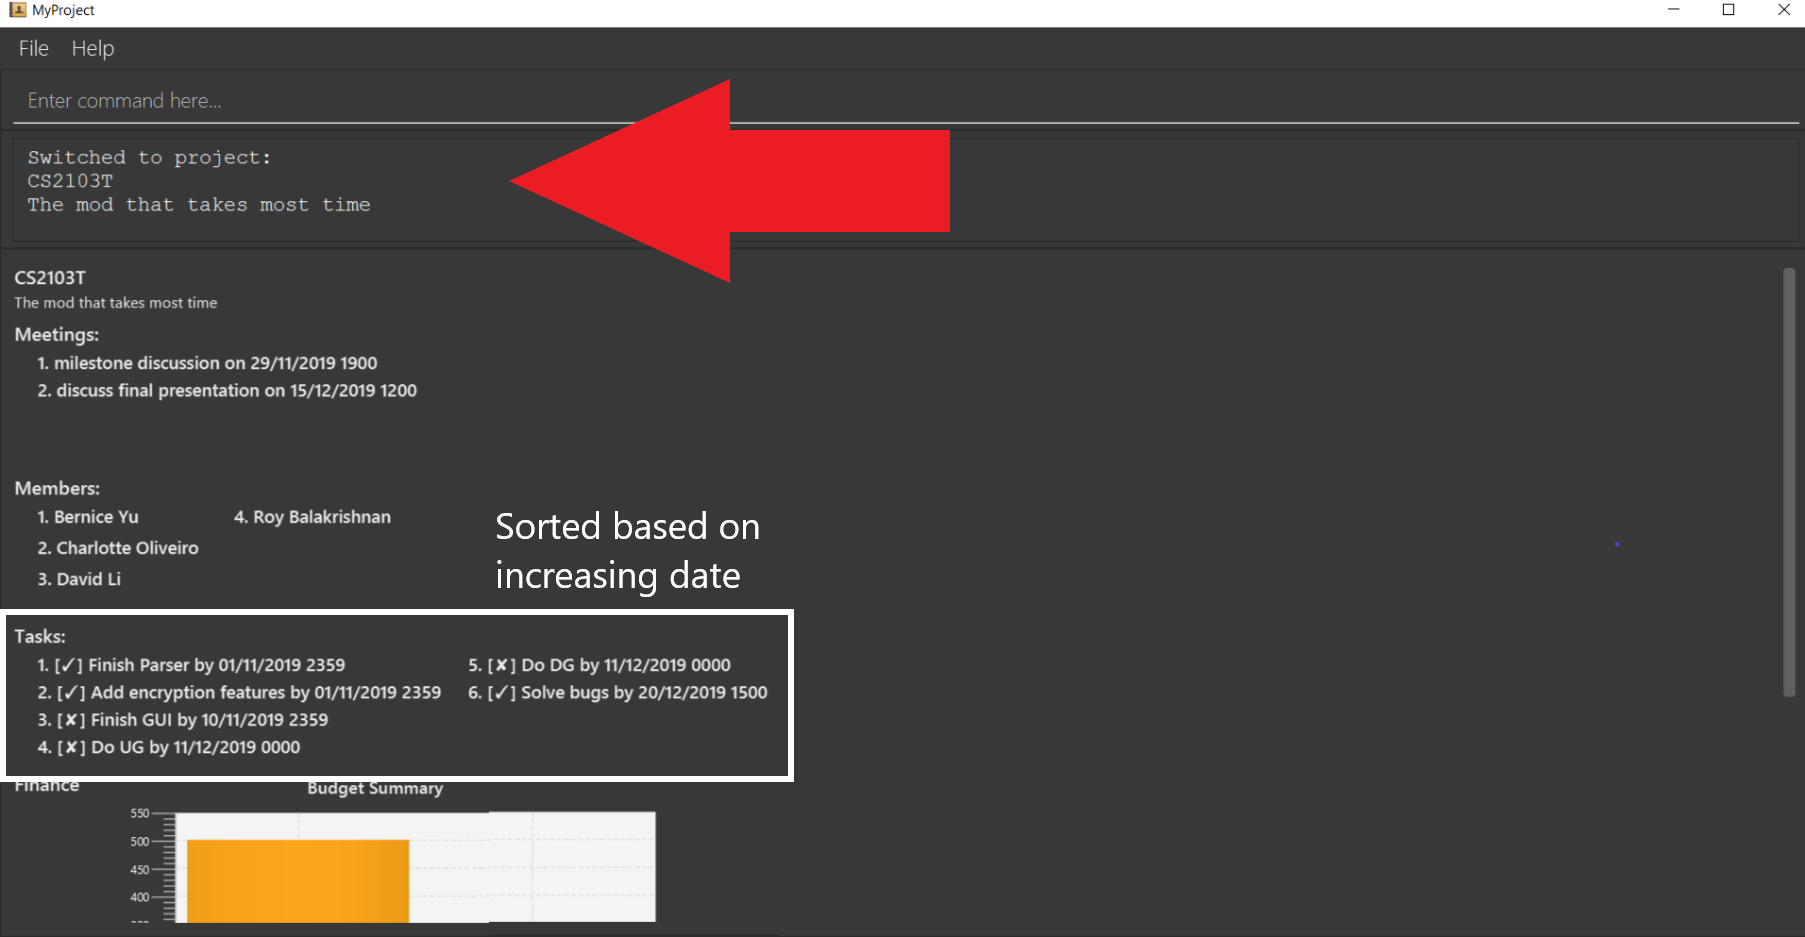 MyProject
File Help
Enter command here...
Switched to project:
CS2103T
The mod that takes most time
CS2103T
The mod that takes most time
Meetings:
1. milestone discussion on 29/11/2019 1900
2. discuss final presentation on 15/12/2019 1200
Members:
1. Bernice Yu
2. Charlotte Oliveiro
3. David Li
4. Roy Balakrishnan
Sorted based on
increasing date
Tasks:
1. [✓] Finish Parser by 01/11/2019 2359
2. [✓] Add encryption features by 01/11/2019 2359
3. [✘] Finish GUI by 10/11/2019 2359
4. [✘] Do UG by 11/12/2019 0000
5. [✘] Do DG by 11/12/2019 0000
6. [✓] Solve bugs by 20/12/2019 1500
Finance
Budget Summary
550
500
450
400